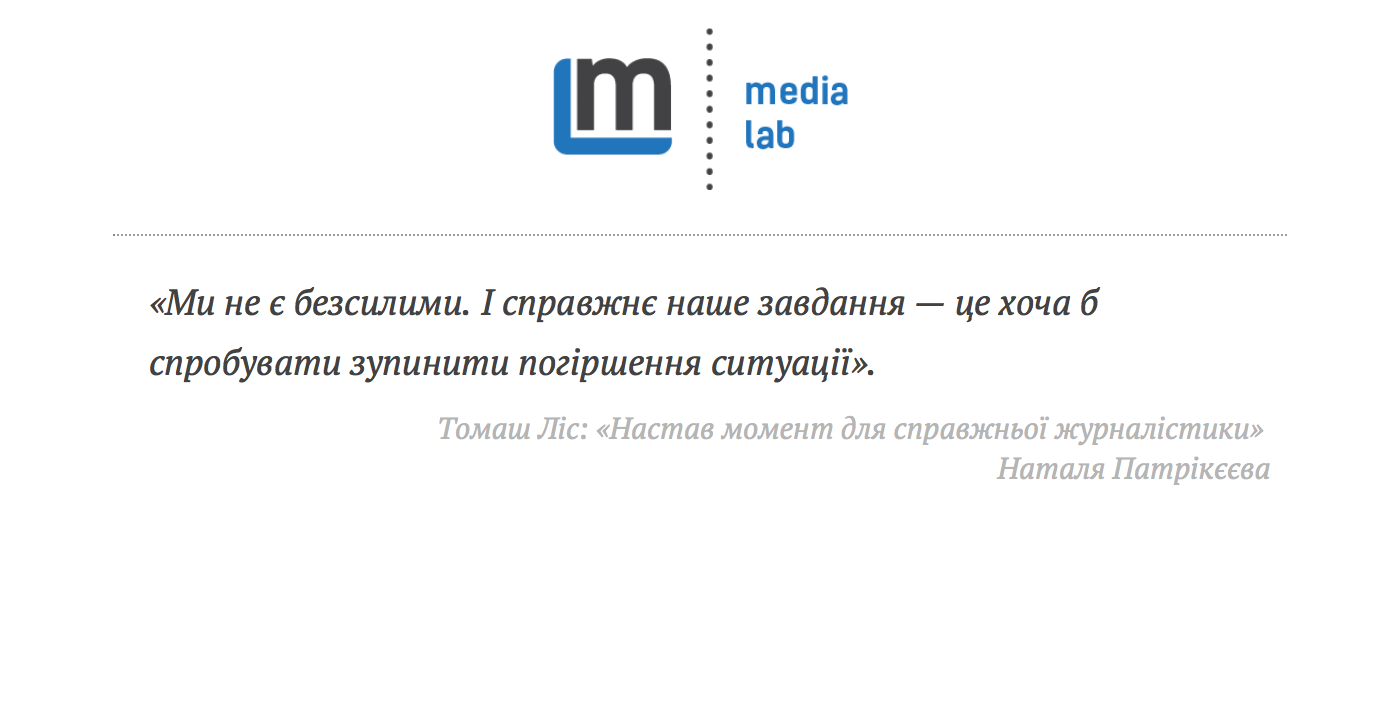 m
media
lab
«Ми не є безсилими. І справжнє наше завдання — це хоча б
спробувати зупинити погіршення ситуації».
Томаш Ліс: «Настав момент для справжньої журналістики»
Наталя Патрікєєва